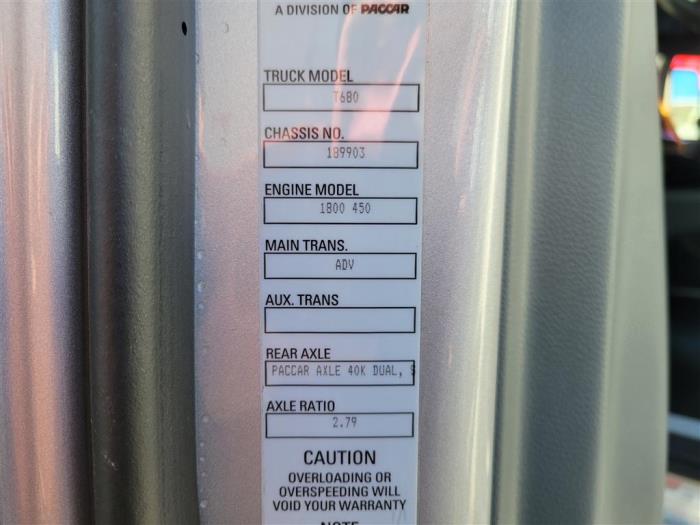 A DIVISION OF PACCAR
TRUCK MODEL
T680
CHASSIS NO.
189903
ENGINE MODEL
1800 450
MAIN TRANS.
ADV
AUX. TRANS
REAR AXLE
PACCAR AXLE 40K DUAL, S
AXLE RATIO
2.79
CAUTION
OVERLOADING OR
OVERSPEEDING WILL
VOID YOUR WARRANTY
NOTE